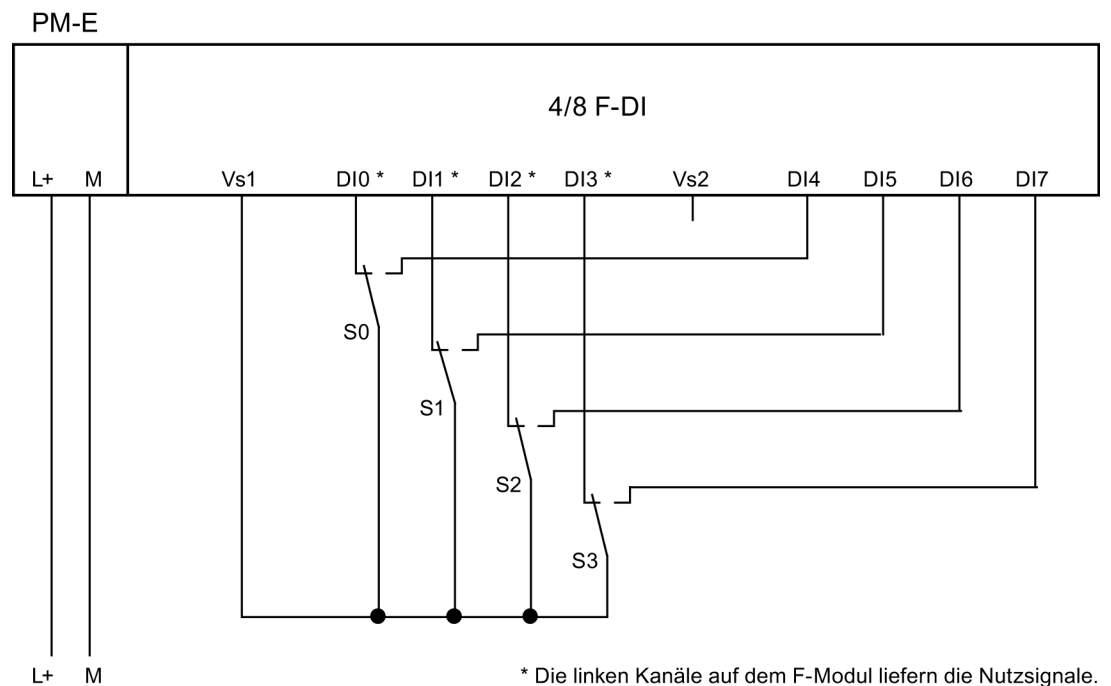 PM-E
4/8 F-DI
L+ M Vs1 DI0 * DI1 * DI2 * DI3 * Vs2 DI4 DI5 DI6 DI7
S0
S1
S2
S3
L+ M * Die linken Kanäle auf dem F-Modul liefern die Nutzsignale.